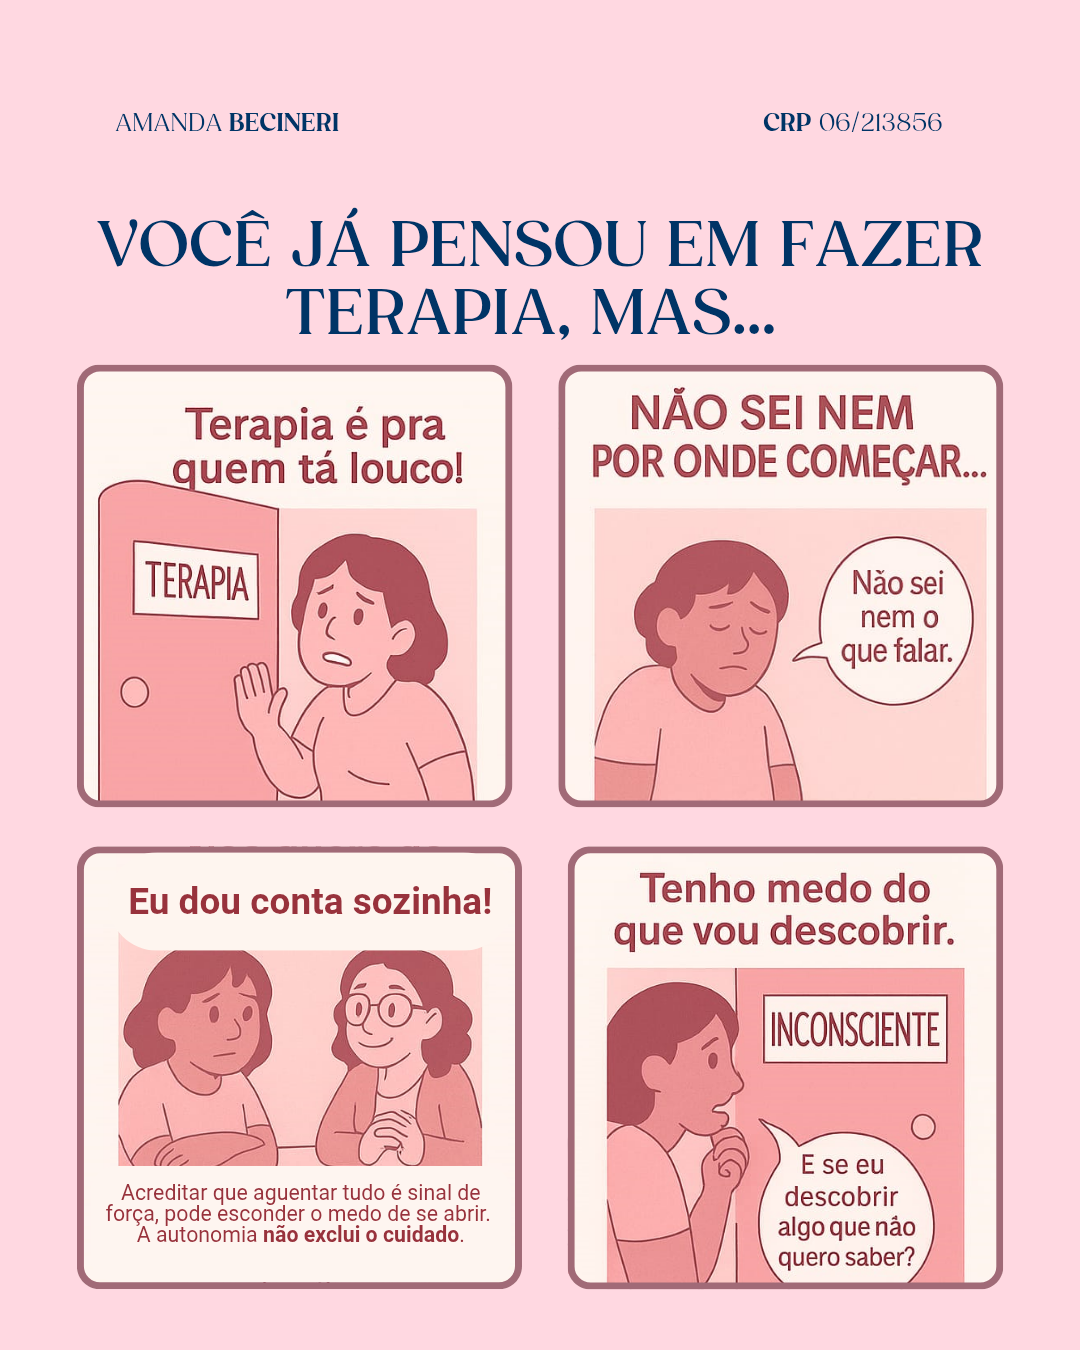 AMANDA BECINERI
CRP 06/213856
VOCÊ JÁ PENSOU EM FAZER
TERAPIA, MAS...
Terapia é pra
quem tá louco!
TERAPIA
NÃO SEI NEM
POR ONDE COMEÇAR...
Não sei
nem o
que falar.
Eu dou conta sozinha!
Acreditar que aguentar tudo é sinal de
força, pode esconder o medo de se abrir.
A autonomia não exclui o cuidado.
Tenho medo do
que vou descobrir.
INCONSCIENTE
E se eu
descobrir
algo que não
quero saber?